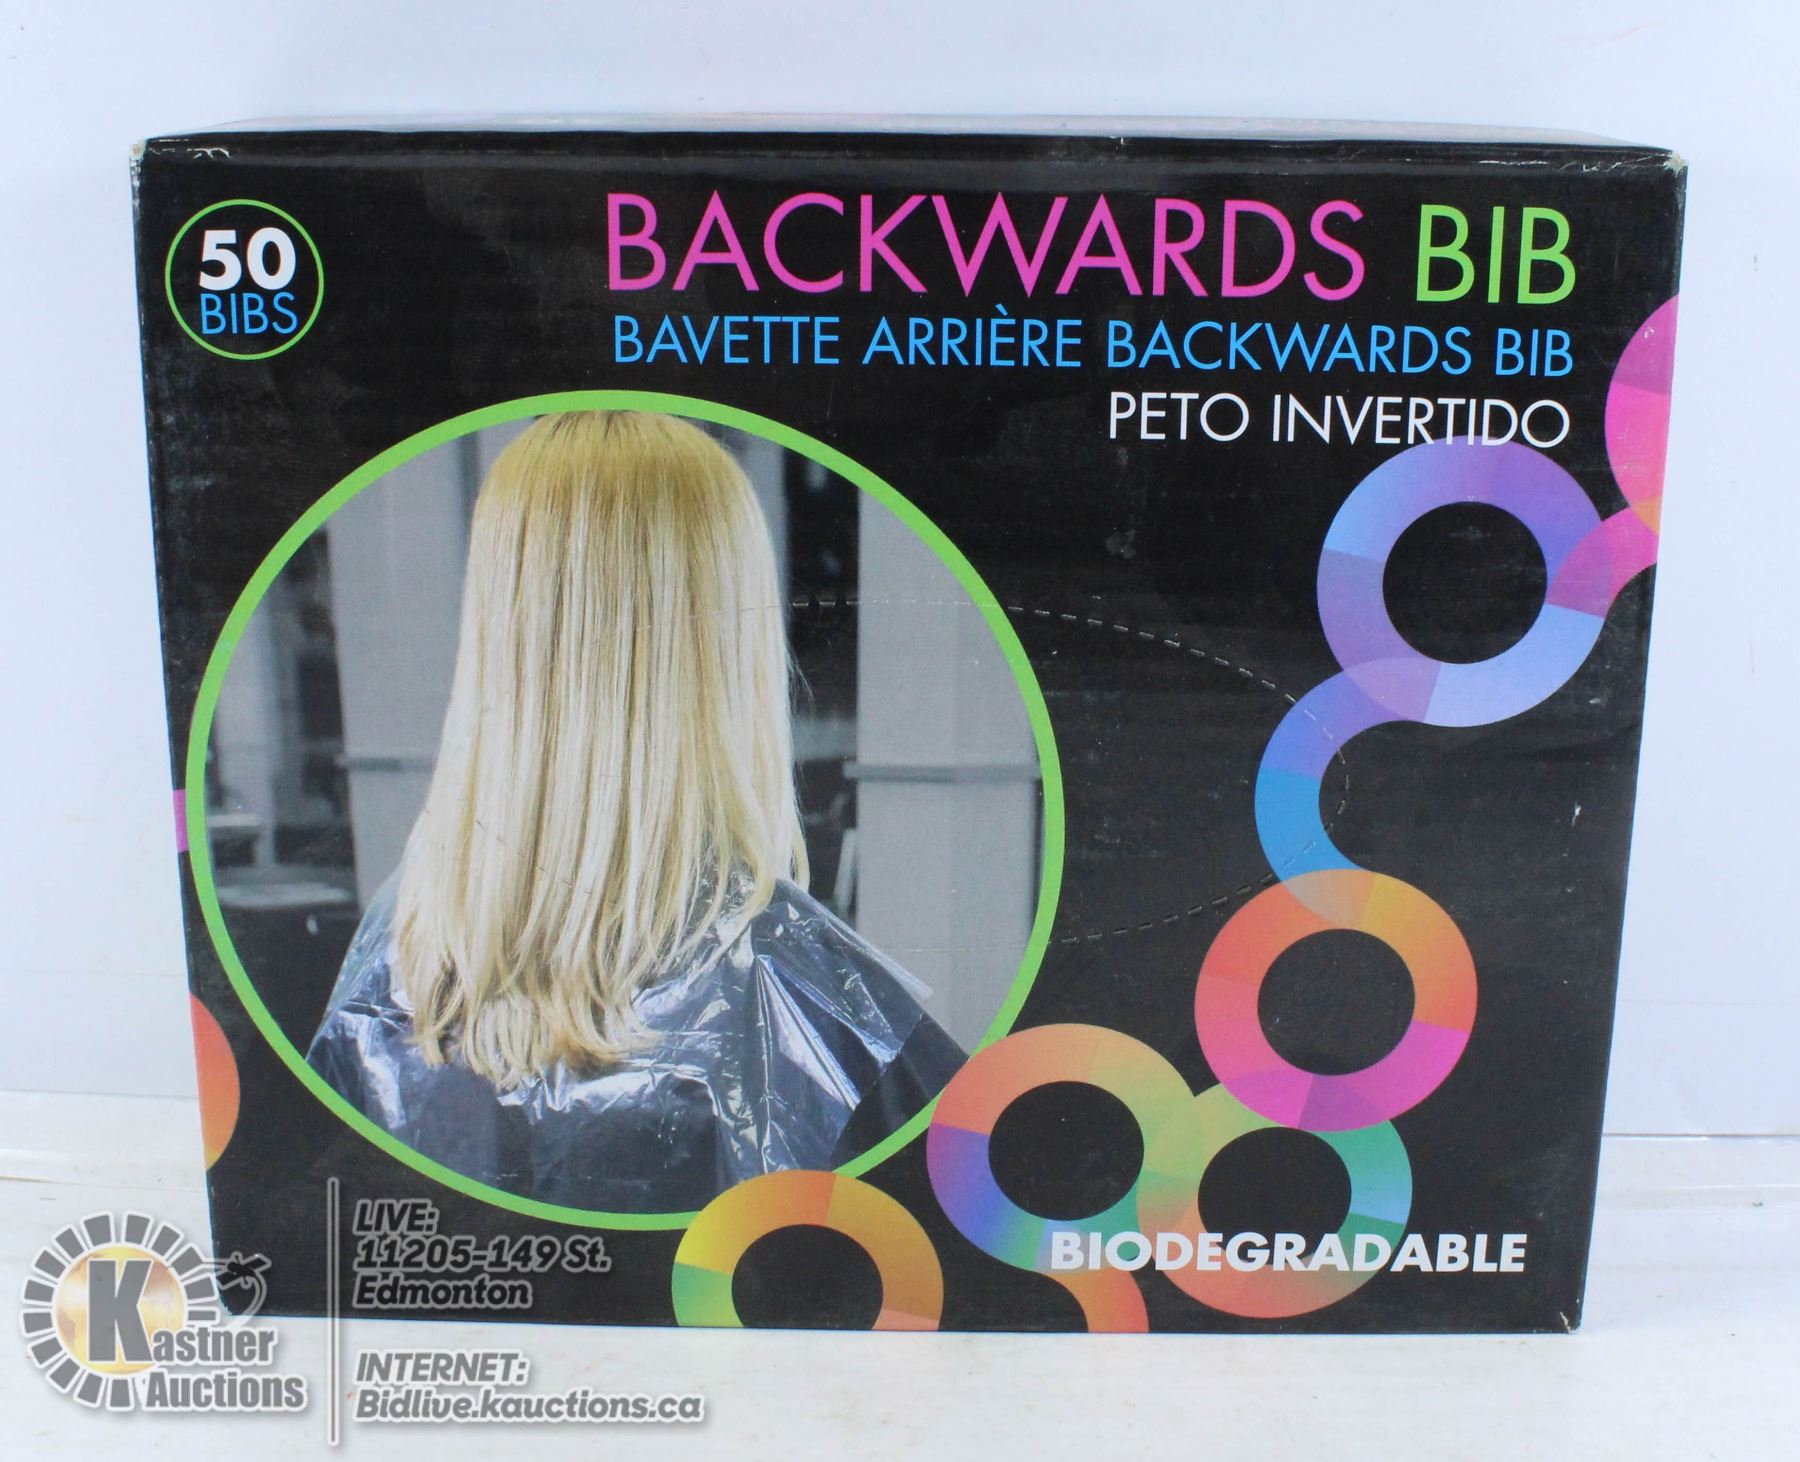 50
BIBS
BACKWARDS BIB
BAVETTE ARRIÈRE BACKWARDS BIB
PETO INVERTIDO
BIODEGRADABLE
Kastner
Auctions
LIVE:
11205-149 St.
Edmonton
INTERNET:
Bidlive.kauctions.ca